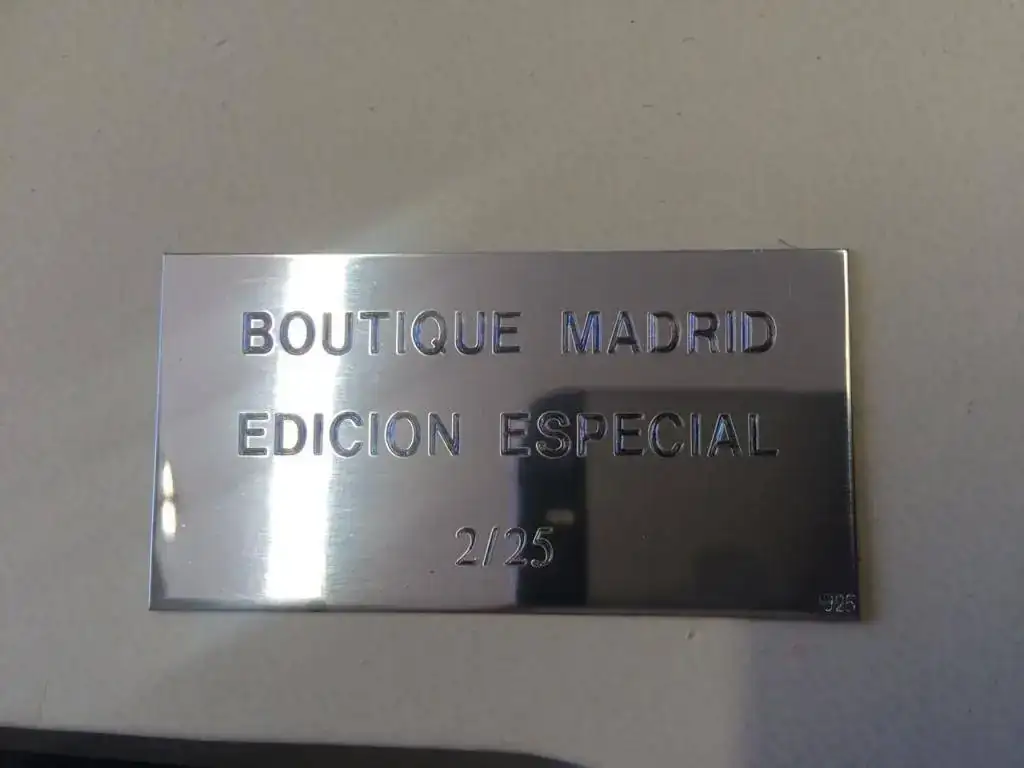 BOUTIQUE MADRID
EDICION ESPECIAL
2/25
925